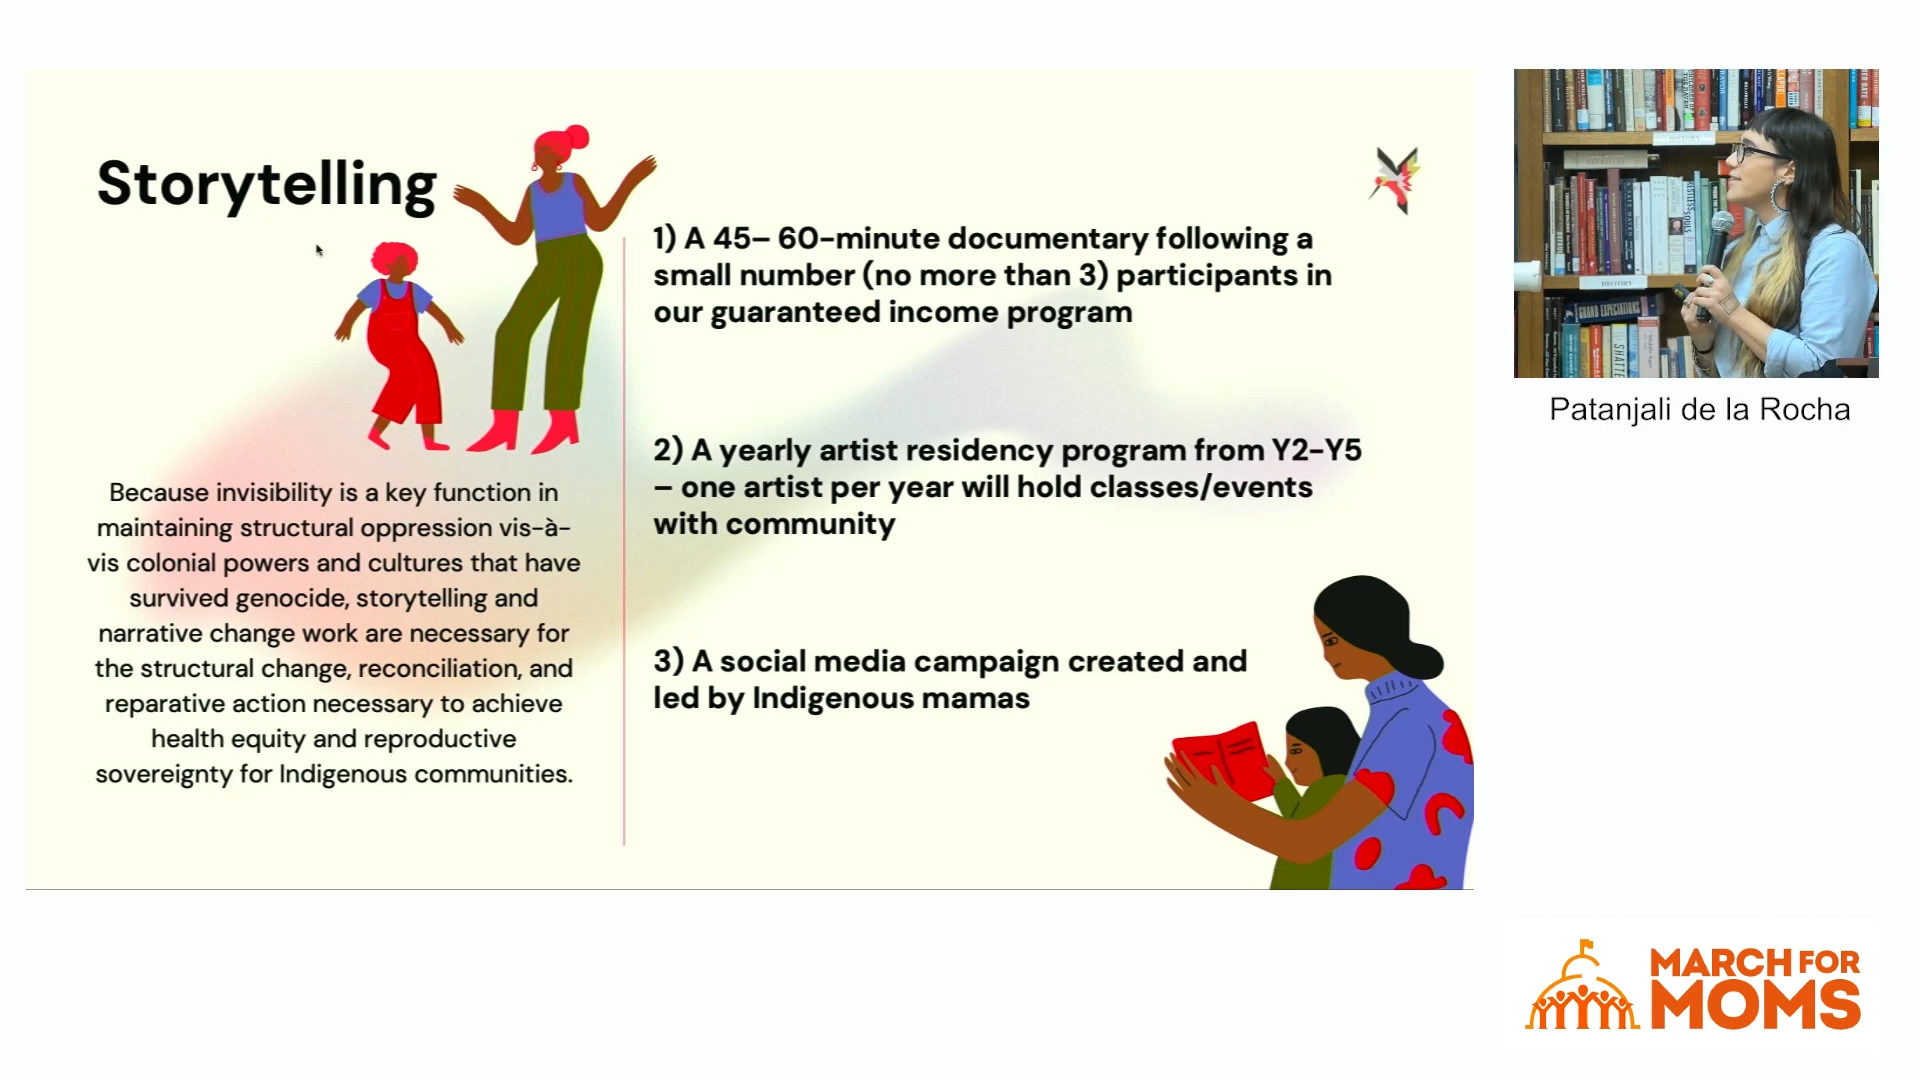 Storytelling
Because invisibility is a key function in
maintaining structural oppression vis-à-
vis colonial powers and cultures that have
survived genocide, storytelling and
narrative change work are necessary for
the structural change, reconciliation, and
reparative action necessary to achieve
health equity and reproductive
sovereignty for Indigenous communities.
1) A 45– 60-minute documentary following a
small number (no more than 3) participants in
our guaranteed income program
2) A yearly artist residency program from Y2-Y5
– one artist per year will hold classes/events
with community
3) A social media campaign created and
led by Indigenous mamas
HISTORY
GRAND EXPECTATIONS
Patanjali de la Rocha
MARCH FOR
MOMS